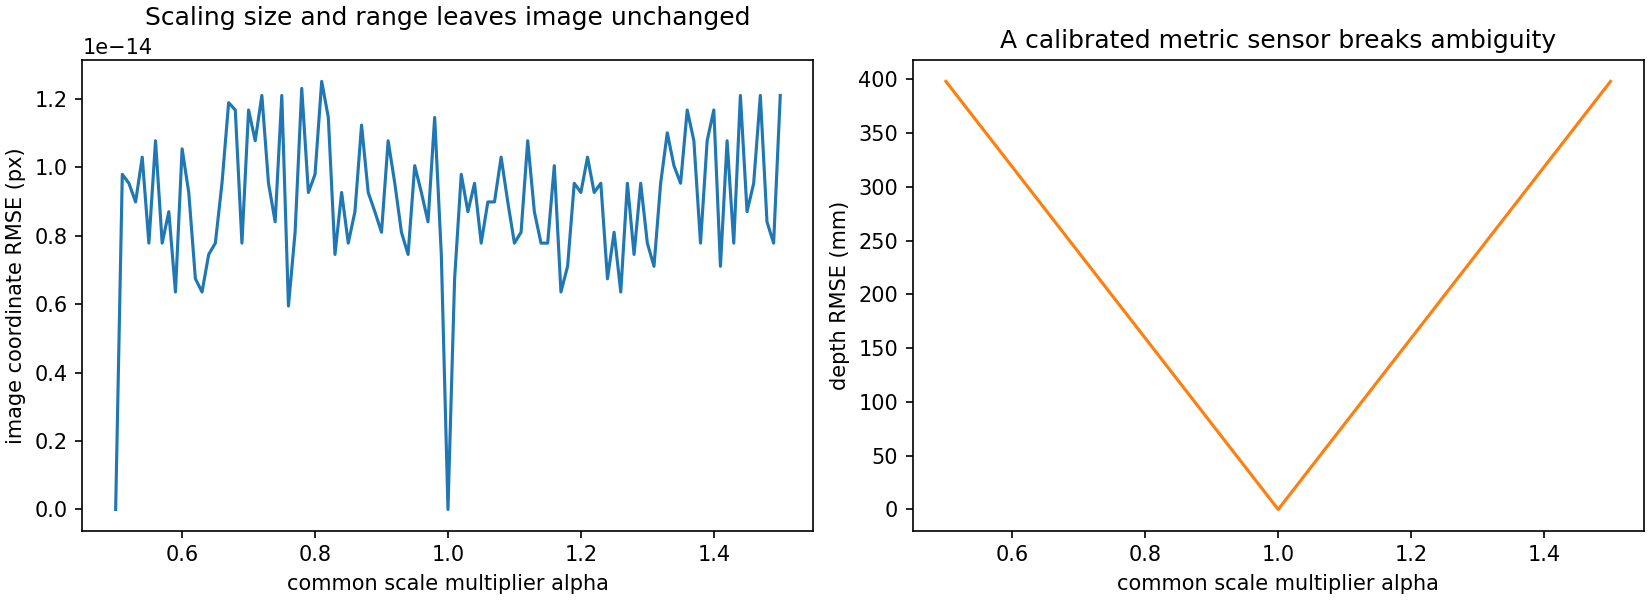 Scaling size and range leaves image unchanged
1e−14
1.2
1.0
0.8
0.6
0.4
0.2
0.0
image coordinate RMSE (px)
0.6 0.8 1.0 1.2 1.4
common scale multiplier alpha
A calibrated metric sensor breaks ambiguity
400
350
300
250
200
150
100
50
0
depth RMSE (mm)
0.6 0.8 1.0 1.2 1.4
common scale multiplier alpha